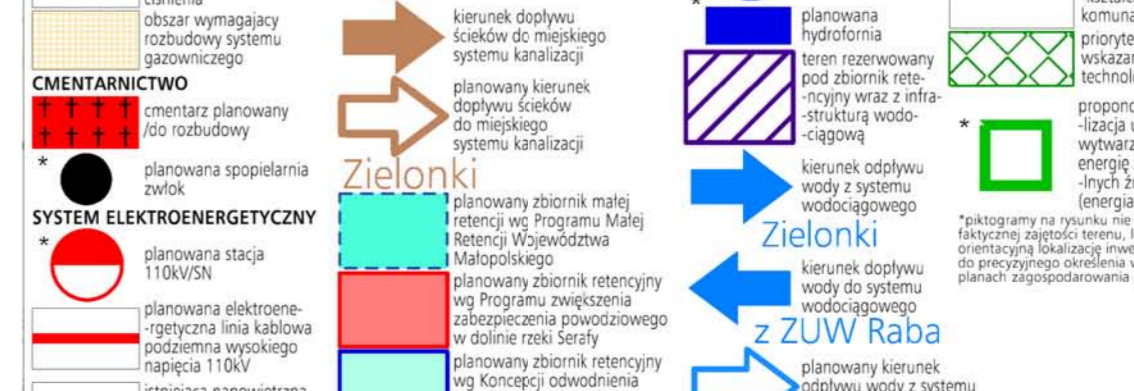 obszar wymagajacy
rozbudowy systemu
gazowniczego
CMENTARNICTWO
cmentarz planowany
/do rozbudowy
*
planowana spopielarnia
zwłok
SYSTEM ELEKTROENERGETYCZNY
*
planowana stacja
110kV/SN
planowana elektroene-
-rgetyczna linia kablowa
podziemna wysokiego
napięcia 110kV
kierunek dopływu
ścieków do miejskiego
systemu kanalizacji
planowany kierunek
dopływu ścieków
do miejskiego
systemu kanalizacji
Zielonki
planowany zbiornik małej
retencji wg Programu Małej
Retencji Województwa
Małopolskiego
planowany zbiornik retencyjny
wg Programu zwiększenia
zabezpieczenia powodziowego
w dolinie rzeki Serafy
planowany zbiornik retencyjny
wg Koncepcji odwodnienia
*
planowana
hydrofornia
teren rezerwowany
pod zbiornik rete-
-ncyjny wraz z infra-
-strukturą wodo-
-ciągową
kierunek odpływu
wody z systemu
wodociągowego
Zielonki
kierunek dopływu
wody do systemu
wodociągowego
z ZUW Raba
planowany kierunek
odpływu wody z systemu
komuna
prioryte
wskazar
technolo
*
propono
-lizacja u
wytwarz
energię
-lnych ź
(energia
*piktogramy na rysunku nie
faktycznej zajętości terenu, l
orientacyjną lokalizację inwe
do precyzyjnego określenia w
planach zagospodarowania